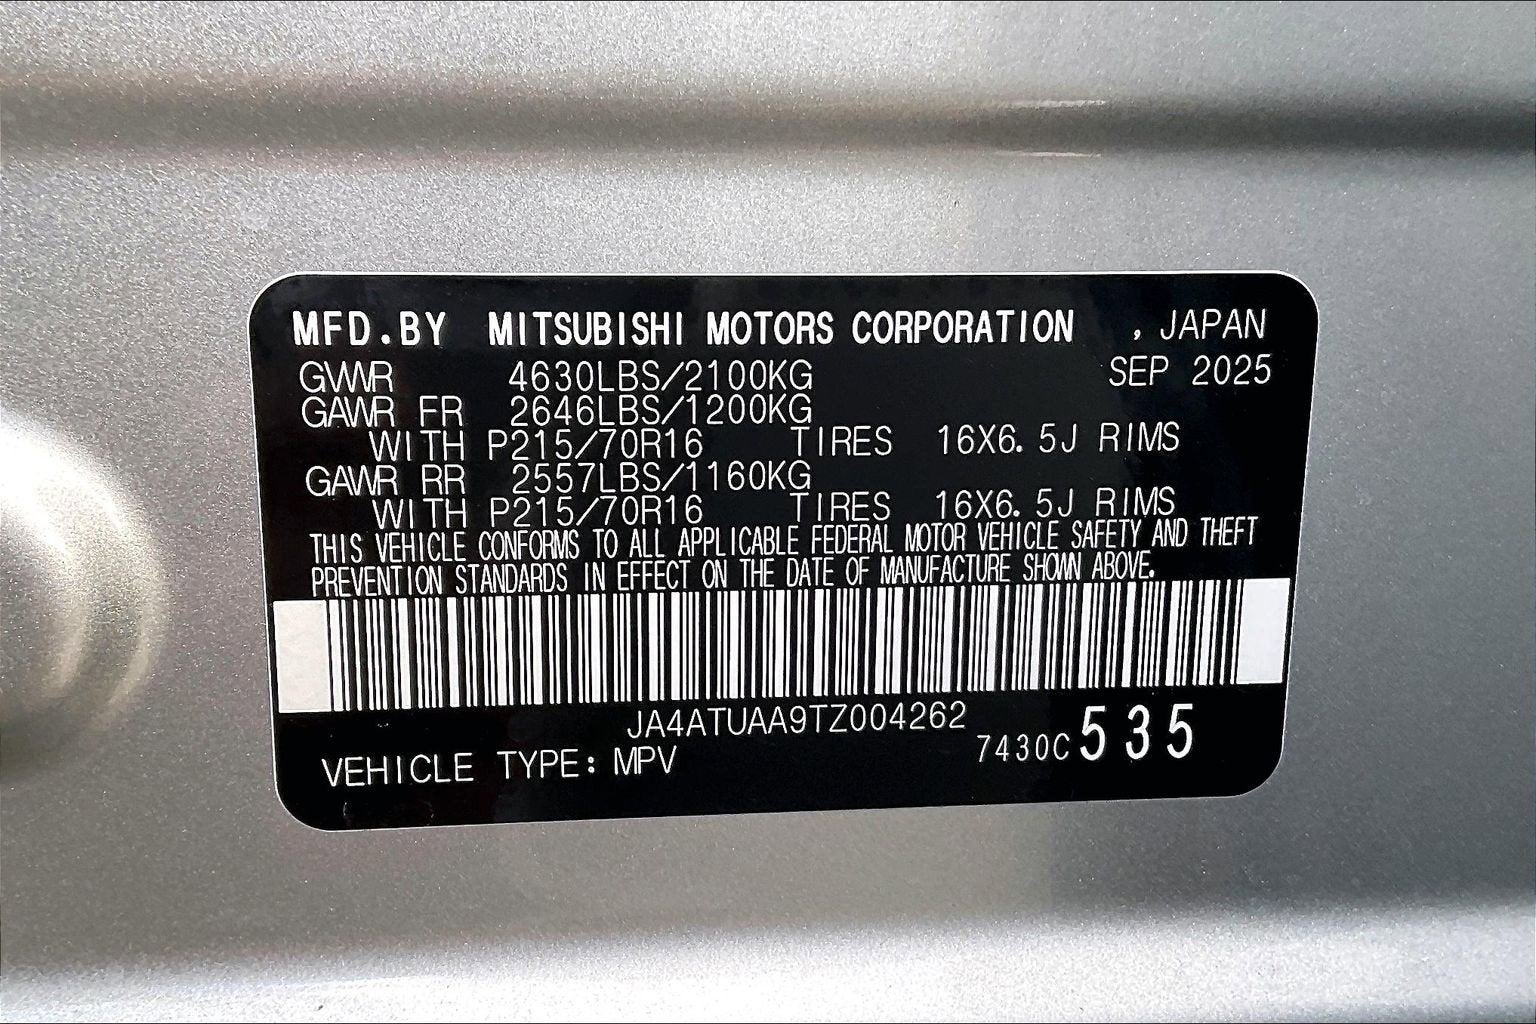 MFD.BY MITSUBISHI MOTORS CORPORATION , JAPAN
GVWR 4630LBS/2100KG SEP 2025
GAWR FR 2646LBS/1200KG
WITH P215/70R16 TIRES 16X6.5J RIMS
GAWR RR 2557LBS/1160KG
WITH P215/70R16 TIRES 16X6.5J RIMS
THIS VEHICLE CONFORMS TO ALL APPLICABLE FEDERAL MOTOR VEHICLE SAFETY AND THEFT
PREVENTION STANDARDS IN EFFECT ON THE DATE OF MANUFACTURE SHOWN ABOVE.
JA4ATUAA9TZ004262
VEHICLE TYPE: MPV 7430C 535